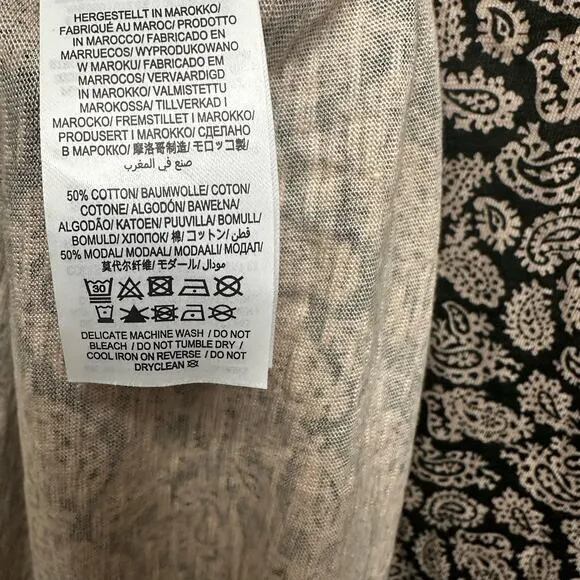 HERGESTELLT IN MAROKKO/
FABRIQUÉ AU MAROC/ PRODOTTO
IN MAROCCO/ FABRICADO EN
MARRUECOS/ WYPRODUKOWANO
W MAROKU/ FABRICADO EM
MARROCOS/ VERVAARDIGD
IN MAROKKO/ VALMISTETTU
MAROKOSSA/ TILLVERKAD I
MAROCKO/ FREMSTILLET I MAROKKO/
PRODUSERT I MAROKKO/ СДЕЛАНО
В МАРОККО/ 摩洛哥制造/ モロッコ製/
صنع في المغرب
50% COTTON/ BAUMWOLLE/ COTON/
COTONE/ ALGODÓN/ BAWEŁNA/
ALGODÃO/ KATOEN/ PUUVILLA/ BOMULL/
BOMULD/ ХЛОПОК/ 棉/ コットン/ قطن
50% MODAL/ MODAAL/ MODAALI/ МОДАЛ/
莫代尔纤维/ モダール/ مودال
30
DELICATE MACHINE WASH / DO NOT
BLEACH / DO NOT TUMBLE DRY /
COOL IRON ON REVERSE / DO NOT
DRYCLEAN